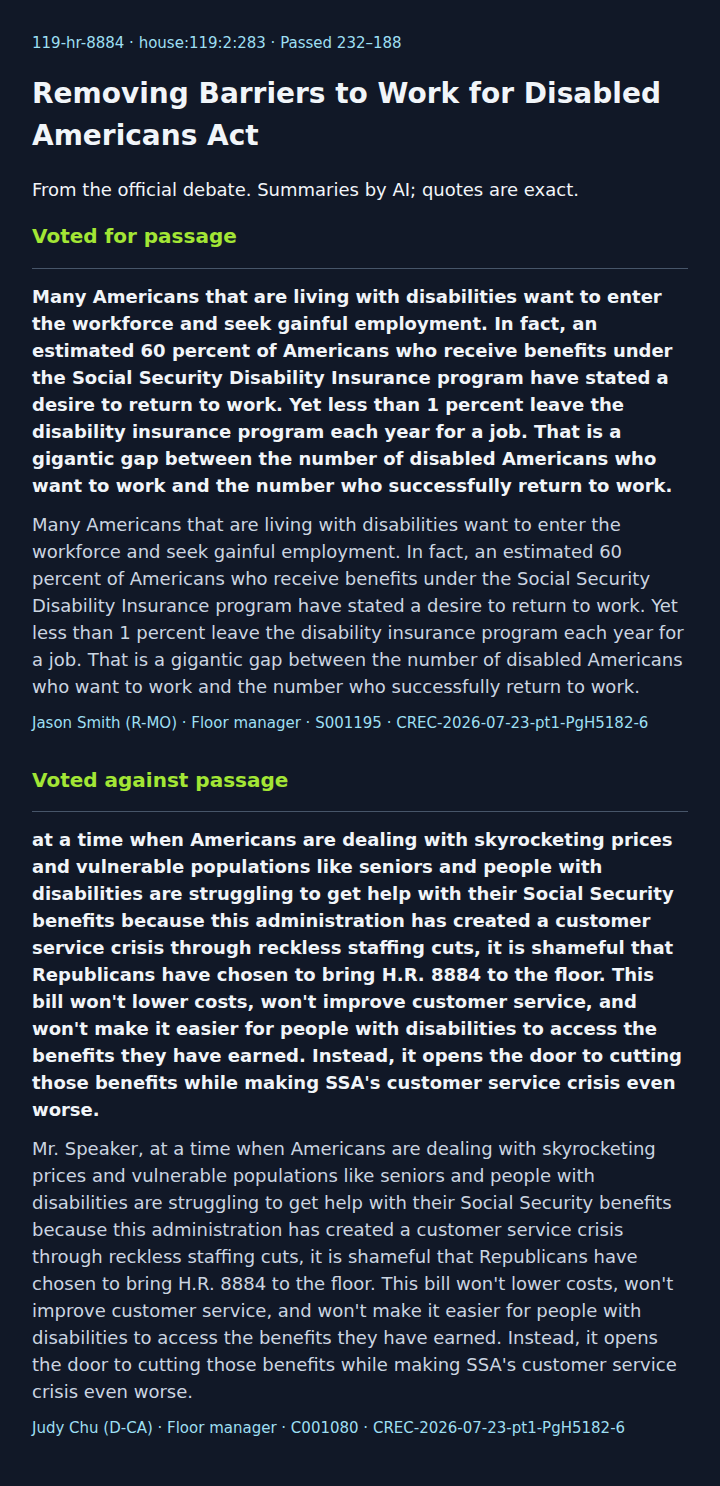 119-hr-8884 · house:119:2:283 · Passed 232–188
Removing Barriers to Work for Disabled
Americans Act
From the official debate. Summaries by AI; quotes are exact.
Voted for passage
Many Americans that are living with disabilities want to enter
the workforce and seek gainful employment. In fact, an
estimated 60 percent of Americans who receive benefits under
the Social Security Disability Insurance program have stated a
desire to return to work. Yet less than 1 percent leave the
disability insurance program each year for a job. That is a
gigantic gap between the number of disabled Americans who
want to work and the number who successfully return to work.
Many Americans that are living with disabilities want to enter the
workforce and seek gainful employment. In fact, an estimated 60
percent of Americans who receive benefits under the Social Security
Disability Insurance program have stated a desire to return to work. Yet
less than 1 percent leave the disability insurance program each year for
a job. That is a gigantic gap between the number of disabled Americans
who want to work and the number who successfully return to work.
Jason Smith (R-MO) · Floor manager · S001195 · CREC-2026-07-23-pt1-PgH5182-6
Voted against passage
at a time when Americans are dealing with skyrocketing prices
and vulnerable populations like seniors and people with
disabilities are struggling to get help with their Social Security
benefits because this administration has created a customer
service crisis through reckless staffing cuts, it is shameful that
Republicans have chosen to bring H.R. 8884 to the floor. This
bill won't lower costs, won't improve customer service, and
won't make it easier for people with disabilities to access the
benefits they have earned. Instead, it opens the door to cutting
those benefits while making SSA's customer service crisis even
worse.
Mr. Speaker, at a time when Americans are dealing with skyrocketing
prices and vulnerable populations like seniors and people with
disabilities are struggling to get help with their Social Security benefits
because this administration has created a customer service crisis
through reckless staffing cuts, it is shameful that Republicans have
chosen to bring H.R. 8884 to the floor. This bill won't lower costs, won't
improve customer service, and won't make it easier for people with
disabilities to access the benefits they have earned. Instead, it opens
the door to cutting those benefits while making SSA's customer service
crisis even worse.
Judy Chu (D-CA) · Floor manager · C001080 · CREC-2026-07-23-pt1-PgH5182-6